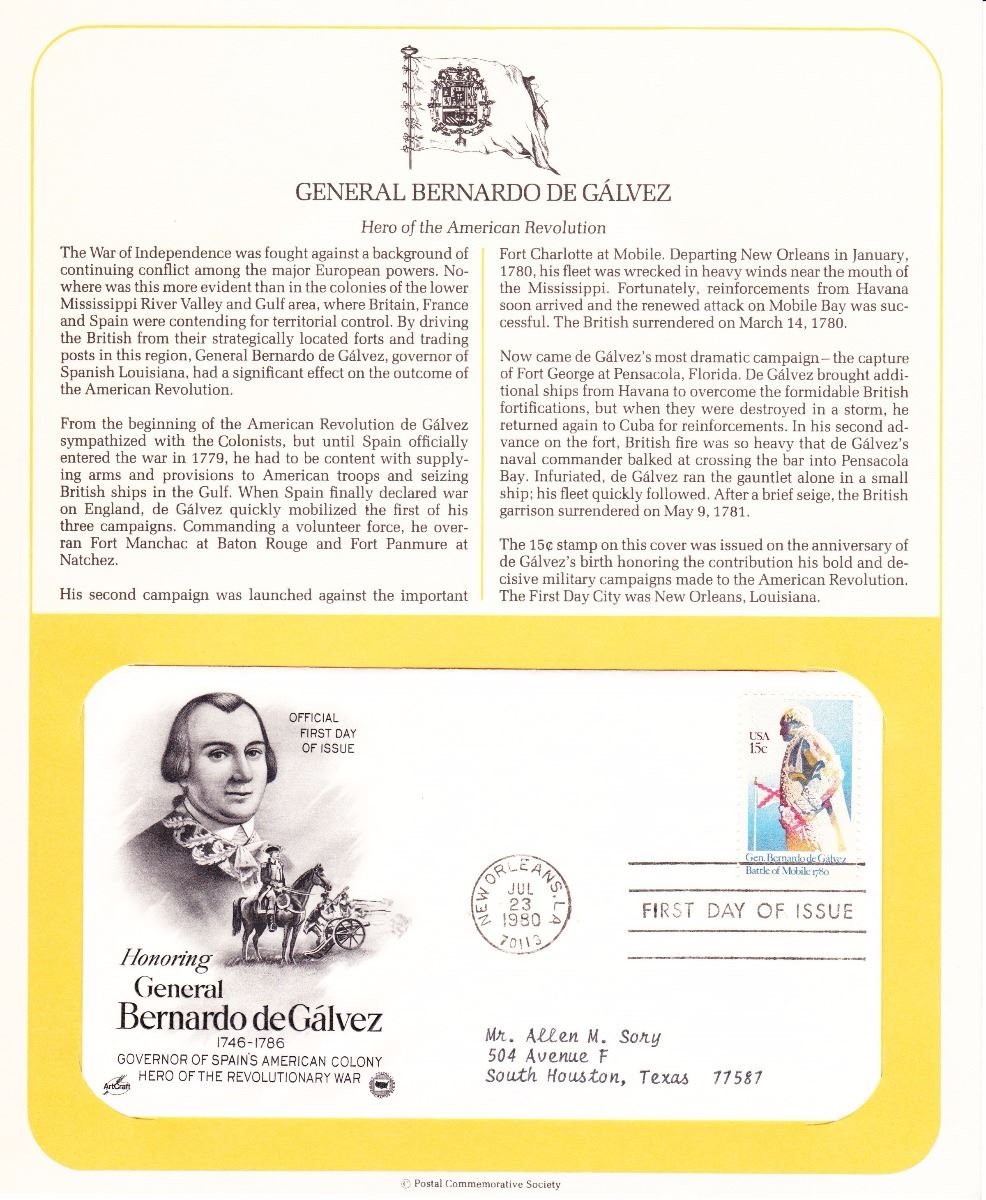 GENERAL BERNARDO DE GÁLVEZ
Hero of the American Revolution
The War of Independence was fought against a background of
continuing conflict among the major European powers. No-
where was this more evident than in the colonies of the lower
Mississippi River Valley and Gulf area, where Britain, France
and Spain were contending for territorial control. By driving
the British from their strategically located forts and trading
posts in this region, General Bernardo de Gálvez, governor of
Spanish Louisiana, had a significant effect on the outcome of
the American Revolution.
From the beginning of the American Revolution de Gálvez
sympathized with the Colonists, but until Spain officially
entered the war in 1779, he had to be content with supply-
ing arms and provisions to American troops and seizing
British ships in the Gulf. When Spain finally declared war
on England, de Gálvez quickly mobilized the first of his
three campaigns. Commanding a volunteer force, he over-
ran Fort Manchac at Baton Rouge and Fort Panmure at
Natchez.
His second campaign was launched against the important
Fort Charlotte at Mobile. Departing New Orleans in January,
1780, his fleet was wrecked in heavy winds near the mouth of
the Mississippi. Fortunately, reinforcements from Havana
soon arrived and the renewed attack on Mobile Bay was suc-
cessful. The British surrendered on March 14, 1780.
Now came de Gálvez's most dramatic campaign—the capture
of Fort George at Pensacola, Florida. De Gálvez brought addi-
tional ships from Havana to overcome the formidable British
fortifications, but when they were destroyed in a storm, he
returned again to Cuba for reinforcements. In his second ad-
vance on the fort, British fire was so heavy that de Gálvez's
naval commander balked at crossing the bar into Pensacola
Bay. Infuriated, de Gálvez ran the gauntlet alone in a small
ship; his fleet quickly followed. After a brief seige, the British
garrison surrendered on May 9, 1781.
The 15¢ stamp on this cover was issued on the anniversary of
de Gálvez's birth honoring the contribution his bold and de-
cisive military campaigns made to the American Revolution.
The First Day City was New Orleans, Louisiana.
OFFICIAL
FIRST DAY
OF ISSUE
USA
15c
Gen. Bernardo de Gálvez
Battle of Mobile 1780
NEW ORLEANS, LA
JUL
23
1980
70113
FIRST DAY OF ISSUE
Honoring
General
Bernardo de Gálvez
1746-1786
GOVERNOR OF SPAIN'S AMERICAN COLONY
HERO OF THE REVOLUTIONARY WAR
ArtCraft
Mr. Allen M. Sory
504 Avenue F
South Houston, Texas 77587
© Postal Commemorative Society